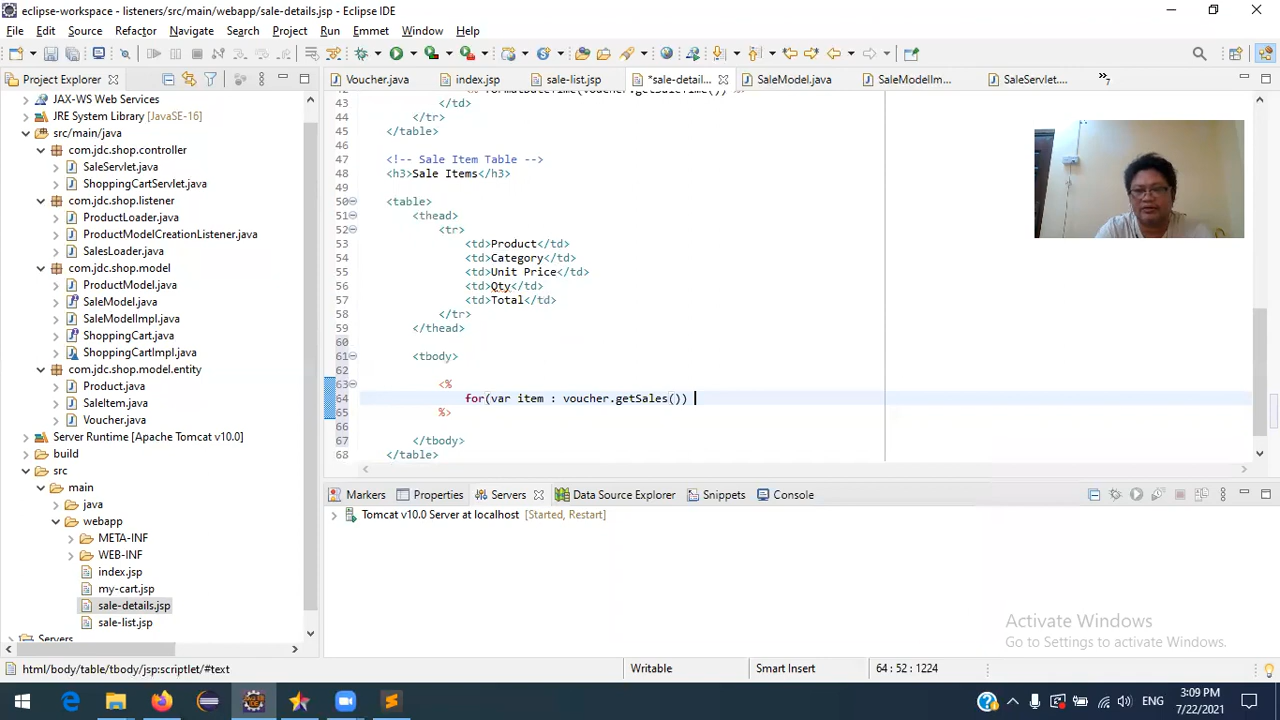 eclipse-workspace - listeners/src/main/webapp/sale-details.jsp - Eclipse IDE
File Edit Source Refactor Navigate Search Project Run Emmet Window Help
Project Explorer
Voucher.java index.jsp sale-list.jsp *sale-detail... SaleModel.java SaleModelIm... SaleServlet.... »7
JAX-WS Web Services
JRE System Library [JavaSE-16]
src/main/java
com.jdc.shop.controller
SaleServlet.java
ShoppingCartServlet.java
com.jdc.shop.listener
ProductLoader.java
ProductModelCreationListener.java
SalesLoader.java
com.jdc.shop.model
ProductModel.java
SaleModel.java
SaleModelImpl.java
ShoppingCart.java
ShoppingCartImpl.java
com.jdc.shop.model.entity
Product.java
SaleItem.java
Voucher.java
Server Runtime [Apache Tomcat v10.0]
build
src
main
java
webapp
META-INF
WEB-INF
index.jsp
my-cart.jsp
sale-details.jsp
sale-list.jsp
Servers
43 </td>
44 </tr>
45 </table>
46
47 <!-- Sale Item Table -->
48 <h3>Sale Items</h3>
49
50 <table>
51 <thead>
52 <tr>
53 <td>Product</td>
54 <td>Category</td>
55 <td>Unit Price</td>
56 <td>Qty</td>
57 <td>Total</td>
58 </tr>
59 </thead>
60
61 <tbody>
62
63 <%
64 for(var item : voucher.getSales())
65 %>
66
67 </tbody>
68 </table>
Markers Properties Servers Data Source Explorer Snippets Console
Tomcat v10.0 Server at localhost [Started, Restart]
Activate Windows
Go to Settings to activate Windows.
html/body/table/tbody/jsp:scriptlet/#text Writable Smart Insert 64 : 52 : 1224
ENG
3:09 PM
7/22/2021